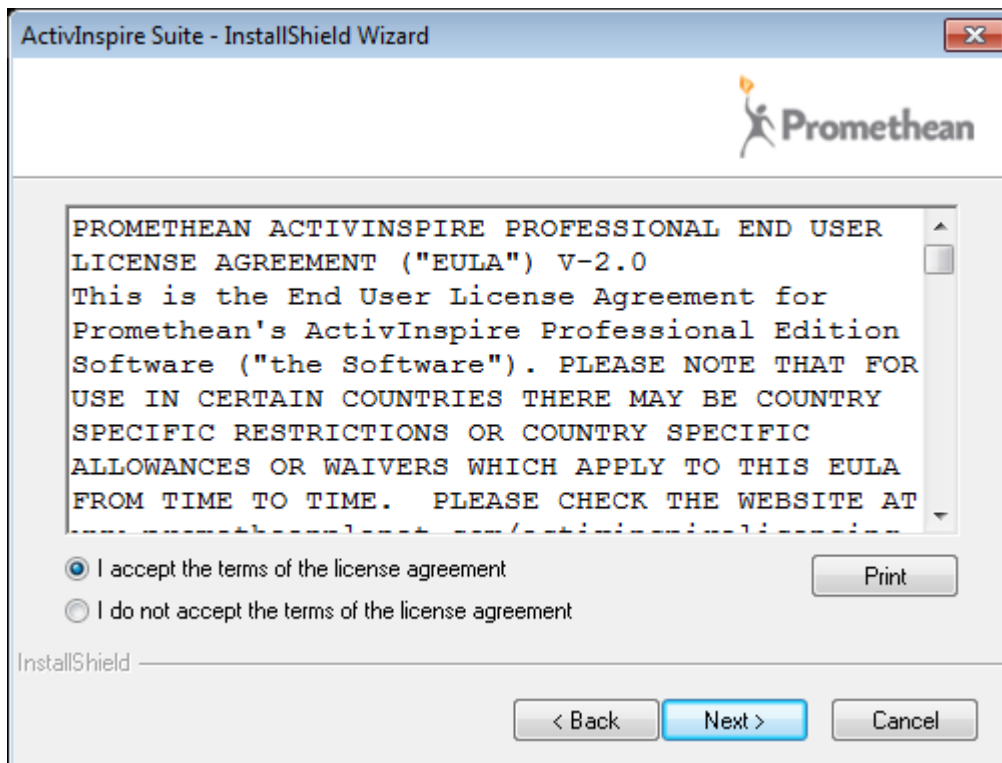 ActivInspire Suite - InstallShield Wizard
Promethean
PROMETHEAN ACTIVINSPIRE PROFESSIONAL END USER
LICENSE AGREEMENT ("EULA") V-2.0
This is the End User License Agreement for
Promethean's ActivInspire Professional Edition
Software ("the Software"). PLEASE NOTE THAT FOR
USE IN CERTAIN COUNTRIES THERE MAY BE COUNTRY
SPECIFIC RESTRICTIONS OR COUNTRY SPECIFIC
ALLOWANCES OR WAIVERS WHICH APPLY TO THIS EULA
FROM TIME TO TIME.  PLEASE CHECK THE WEBSITE AT
I accept the terms of the license agreement
Print
I do not accept the terms of the license agreement
InstallShield
< Back
Next >
Cancel